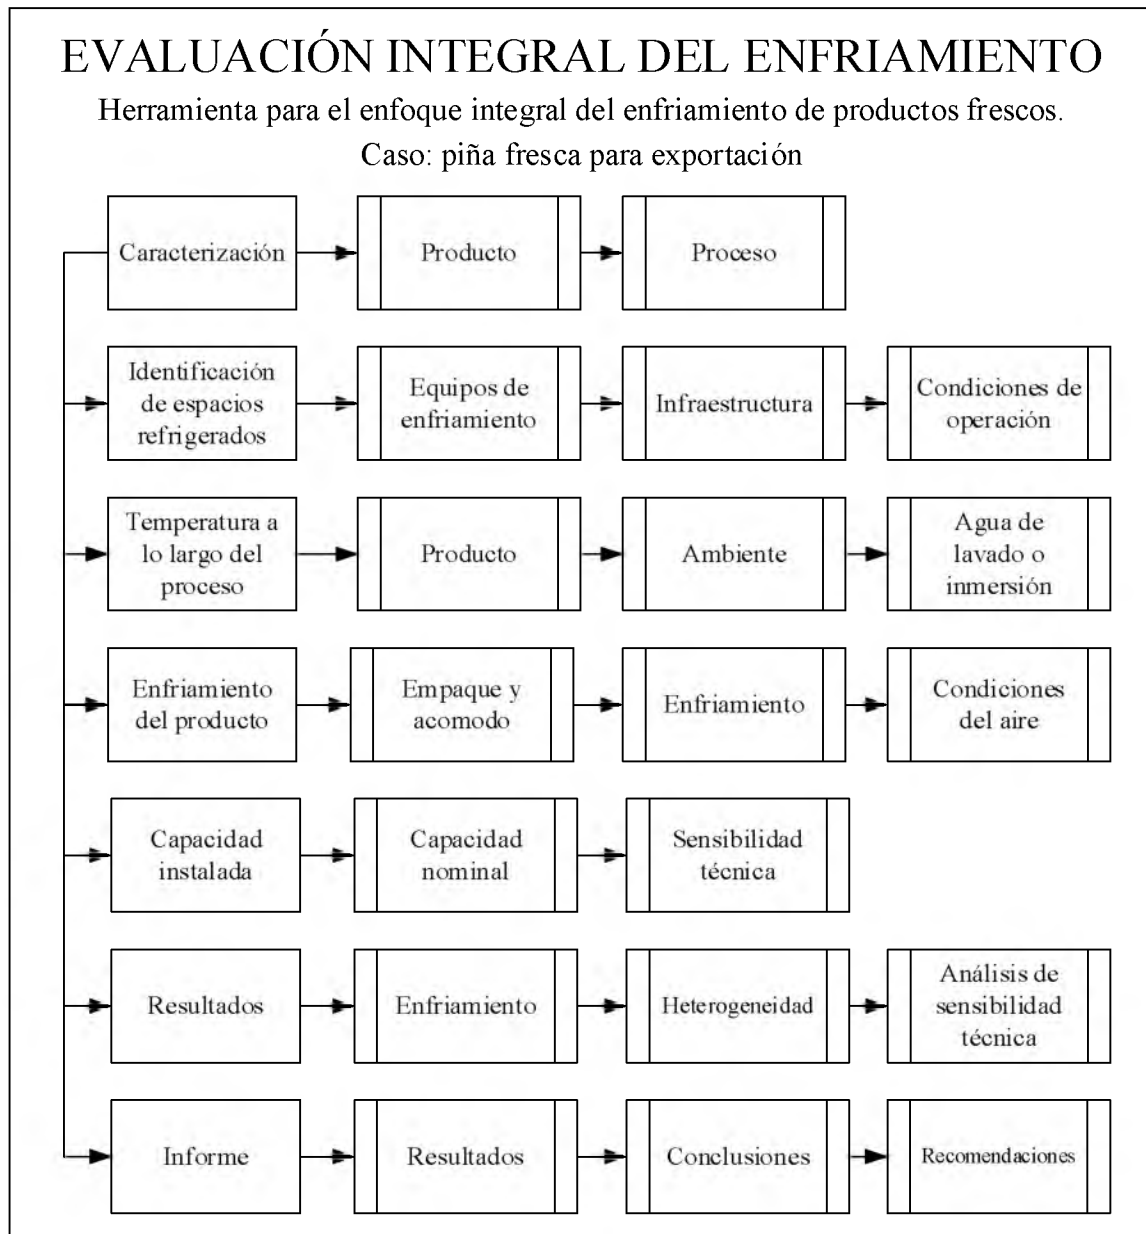 EVALUACIÓN INTEGRAL DEL ENFRIAMIENTO
Herramienta para el enfoque integral del enfriamiento de productos frescos.
Caso: piña fresca para exportación
Caracterización
Producto
Proceso
Identificación
de espacios
refrigerados
Equipos de
enfriamiento
Infraestructura
Condiciones de
operación
Temperatura a
lo largo del
proceso
Producto
Ambiente
Agua de
lavado o
inmersión
Enfriamiento
del producto
Empaque y
acomodo
Enfriamiento
Condiciones
del aire
Capacidad
instalada
Capacidad
nominal
Sensibilidad
técnica
Resultados
Enfriamiento
Heterogeneidad
Análisis de
sensibilidad
técnica
Informe
Resultados
Conclusiones
Recomendaciones